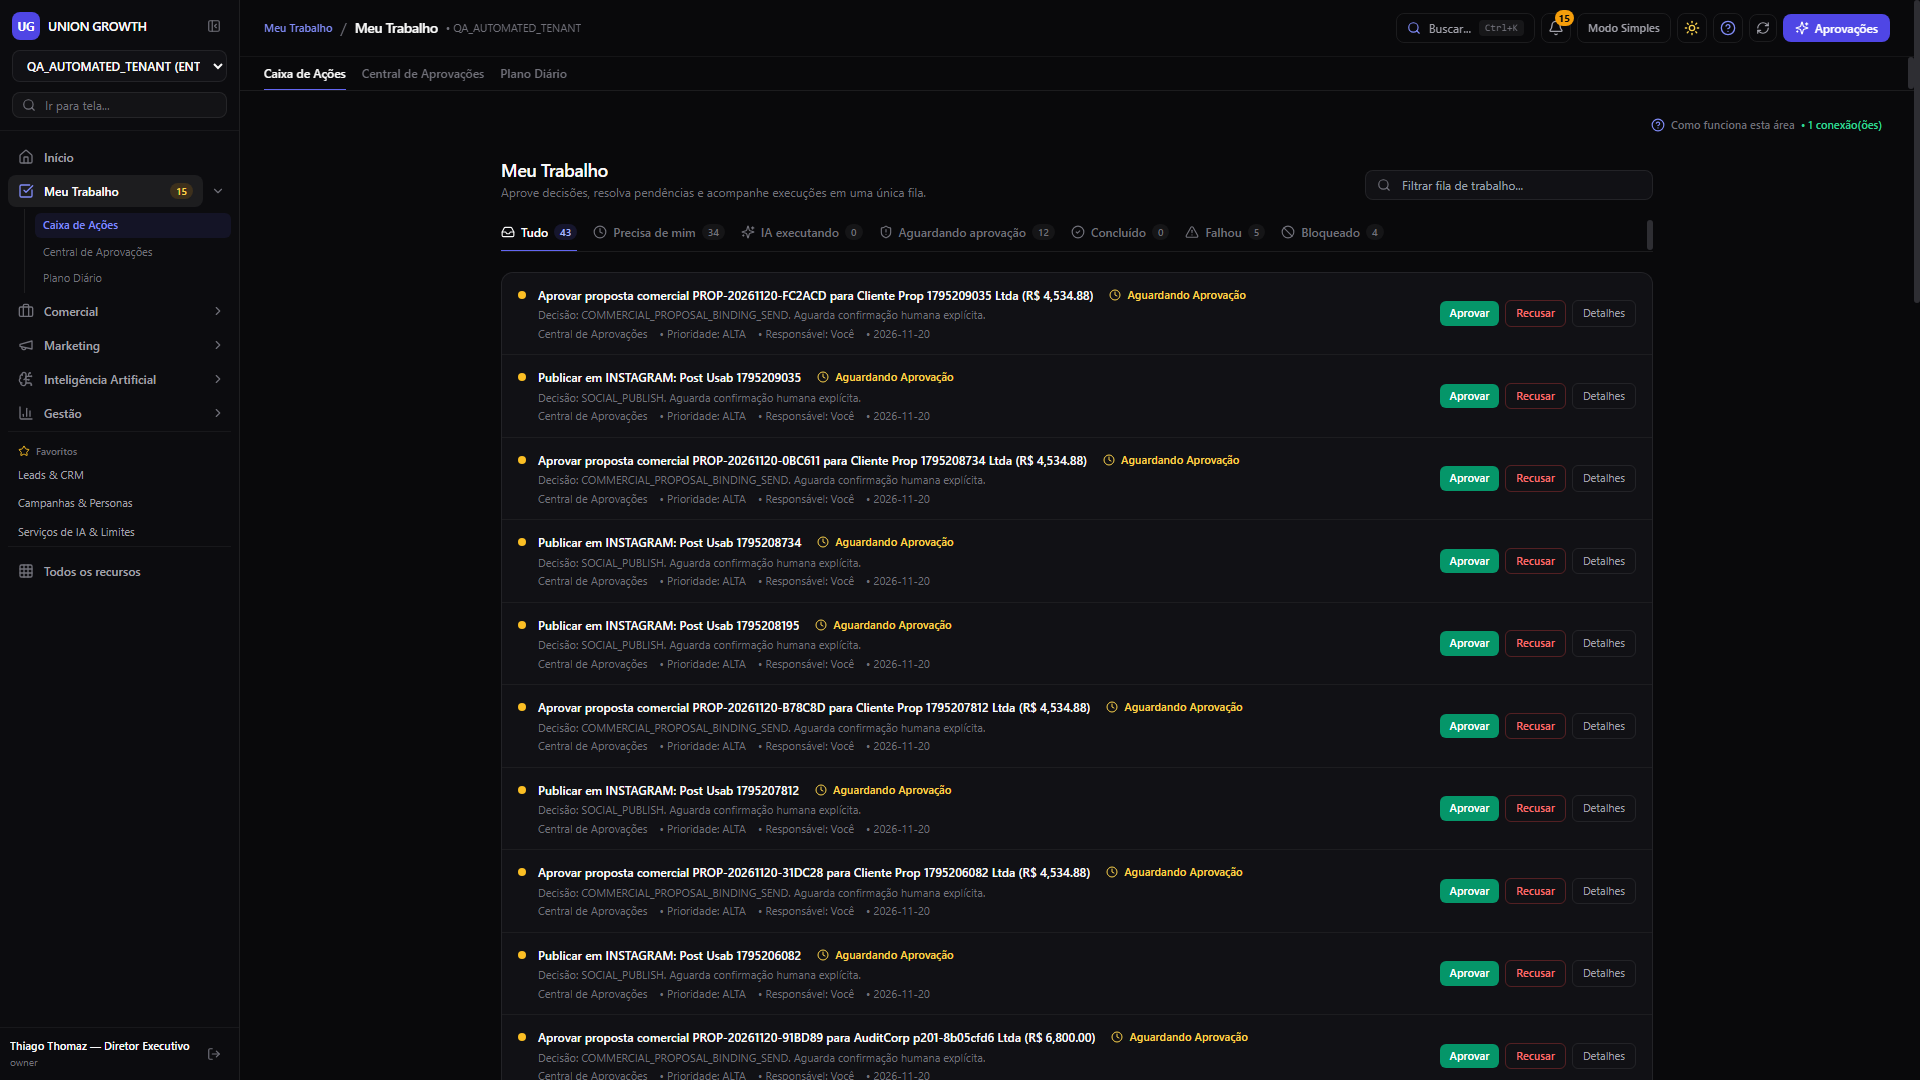 UG UNION GROWTH
QA_AUTOMATED_TENANT (ENT
Ir para tela...
Início
Meu Trabalho 15
Caixa de Ações
Central de Aprovações
Plano Diário
Comercial
Marketing
Inteligência Artificial
Gestão
Favoritos
Leads & CRM
Campanhas & Personas
Serviços de IA & Limites
Todos os recursos
Thiago Thomaz — Diretor Executivo
owner
Meu Trabalho / Meu Trabalho • QA_AUTOMATED_TENANT
Buscar... Ctrl+K 15 Modo Simples Aprovações
Caixa de Ações Central de Aprovações Plano Diário
Como funciona esta área • 1 conexão(ões)
Meu Trabalho
Aprove decisões, resolva pendências e acompanhe execuções em uma única fila.
Filtrar fila de trabalho...
Tudo 43 Precisa de mim 34 IA executando 0 Aguardando aprovação 12 Concluído 0 Falhou 5 Bloqueado 4
Aprovar proposta comercial PROP-20261120-FC2ACD para Cliente Prop 1795209035 Ltda (R$ 4,534.88) Aguardando Aprovação
Decisão: COMMERCIAL_PROPOSAL_BINDING_SEND. Aguarda confirmação humana explícita.
Central de Aprovações • Prioridade: ALTA • Responsável: Você • 2026-11-20
Aprovar Recusar Detalhes
Publicar em INSTAGRAM: Post Usab 1795209035 Aguardando Aprovação
Decisão: SOCIAL_PUBLISH. Aguarda confirmação humana explícita.
Central de Aprovações • Prioridade: ALTA • Responsável: Você • 2026-11-20
Aprovar Recusar Detalhes
Aprovar proposta comercial PROP-20261120-0BC611 para Cliente Prop 1795208734 Ltda (R$ 4,534.88) Aguardando Aprovação
Decisão: COMMERCIAL_PROPOSAL_BINDING_SEND. Aguarda confirmação humana explícita.
Central de Aprovações • Prioridade: ALTA • Responsável: Você • 2026-11-20
Aprovar Recusar Detalhes
Publicar em INSTAGRAM: Post Usab 1795208734 Aguardando Aprovação
Decisão: SOCIAL_PUBLISH. Aguarda confirmação humana explícita.
Central de Aprovações • Prioridade: ALTA • Responsável: Você • 2026-11-20
Aprovar Recusar Detalhes
Publicar em INSTAGRAM: Post Usab 1795208195 Aguardando Aprovação
Decisão: SOCIAL_PUBLISH. Aguarda confirmação humana explícita.
Central de Aprovações • Prioridade: ALTA • Responsável: Você • 2026-11-20
Aprovar Recusar Detalhes
Aprovar proposta comercial PROP-20261120-B78C8D para Cliente Prop 1795207812 Ltda (R$ 4,534.88) Aguardando Aprovação
Decisão: COMMERCIAL_PROPOSAL_BINDING_SEND. Aguarda confirmação humana explícita.
Central de Aprovações • Prioridade: ALTA • Responsável: Você • 2026-11-20
Aprovar Recusar Detalhes
Publicar em INSTAGRAM: Post Usab 1795207812 Aguardando Aprovação
Decisão: SOCIAL_PUBLISH. Aguarda confirmação humana explícita.
Central de Aprovações • Prioridade: ALTA • Responsável: Você • 2026-11-20
Aprovar Recusar Detalhes
Aprovar proposta comercial PROP-20261120-31DC28 para Cliente Prop 1795206082 Ltda (R$ 4,534.88) Aguardando Aprovação
Decisão: COMMERCIAL_PROPOSAL_BINDING_SEND. Aguarda confirmação humana explícita.
Central de Aprovações • Prioridade: ALTA • Responsável: Você • 2026-11-20
Aprovar Recusar Detalhes
Publicar em INSTAGRAM: Post Usab 1795206082 Aguardando Aprovação
Decisão: SOCIAL_PUBLISH. Aguarda confirmação humana explícita.
Central de Aprovações • Prioridade: ALTA • Responsável: Você • 2026-11-20
Aprovar Recusar Detalhes
Aprovar proposta comercial PROP-20261120-91BD89 para AuditCorp p201-8b05cfd6 Ltda (R$ 6,800.00) Aguardando Aprovação
Decisão: COMMERCIAL_PROPOSAL_BINDING_SEND. Aguarda confirmação humana explícita.
Central de Aprovações • Prioridade: ALTA • Responsável: Você • 2026-11-20
Aprovar Recusar Detalhes